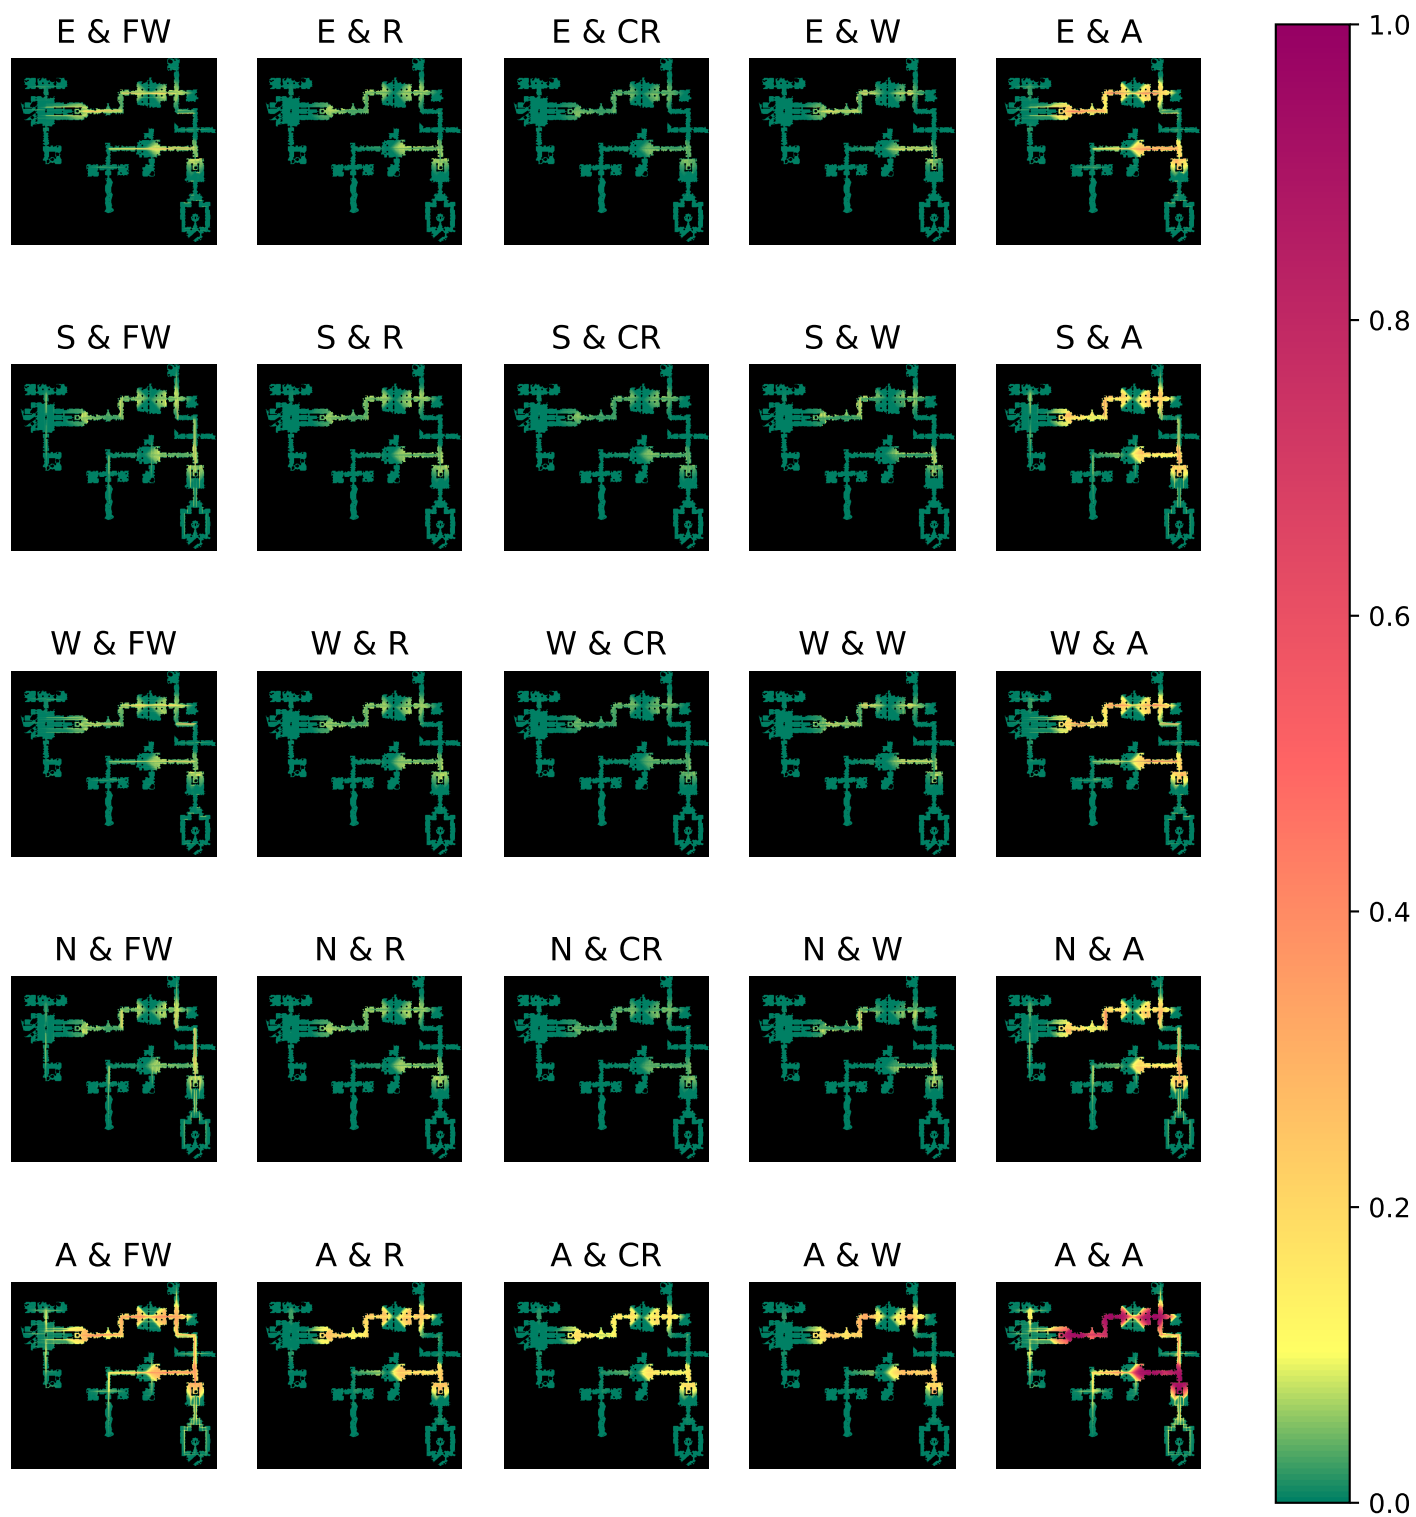 E & FW E & R E & CR E & W E & A
S & FW S & R S & CR S & W S & A
W & FW W & R W & CR W & W W & A
N & FW N & R N & CR N & W N & A
A & FW A & R A & CR A & W A & A
1.0
0.8
0.6
0.4
0.2
0.0